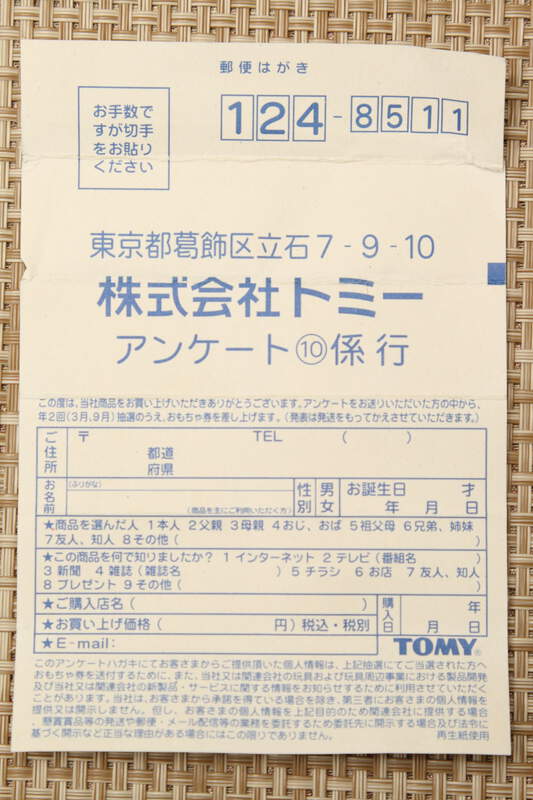 郵便はがき
お手数で
すが切手
をお貼り
ください
124-8511
東京都葛飾区立石7-9-10
株式会社トミー
アンケート⑩係行
この度は、当社商品をお買い上げいただきありがとうございます。アンケートをお送りいただいた方の中から、
年2回(3月、9月)抽選のうえ、おもちゃ券を差し上げます。(発表は発送をもってかえさせていただきます。)
ご住所 〒 TEL ( )
都道
府県
お名前 (ふりがな) 性別 男 女 お誕生日 才
(商品を主にご利用いただく方) 年 月 日
★商品を選んだ人 1本人 2父親 3母親 4おじ、おば 5祖父母 6兄弟、姉妹
7友人、知人 8その他( )
★この商品を何で知りましたか? 1インターネット 2テレビ(番組名 )
3新聞 4雑誌(雑誌名 ) 5チラシ 6お店 7友人、知人
8プレゼント 9その他( )
★ご購入店名( ) 購入日 年
★お買い上げ価格( 円)税込・税別 月 日
★E-mail: TOMY®
このアンケートハガキにてお客さまからご提供頂いた個人情報は、上記抽選にてご当選された方へ
おもちゃ券を送付するために、また、当社又は関連会社の玩具および玩具周辺事業における製品開発
及び当社又は関連会社の新製品・サービスに関する情報をお知らせするために利用させていただく
ことがあります。当社は、お客さまから承諾を得ている場合を除き、第三者にお客さまの個人情報を
提供又は開示しません。但し、お客さまの個人情報を上記目的のため関連会社に提供する場合
、懸賞賞品等の発送や郵便・メール配信等の業務を委託するため委託先に開示する場合及び法令に
基づく開示など正当な理由がある場合にはこの限りでありません。 再生紙使用